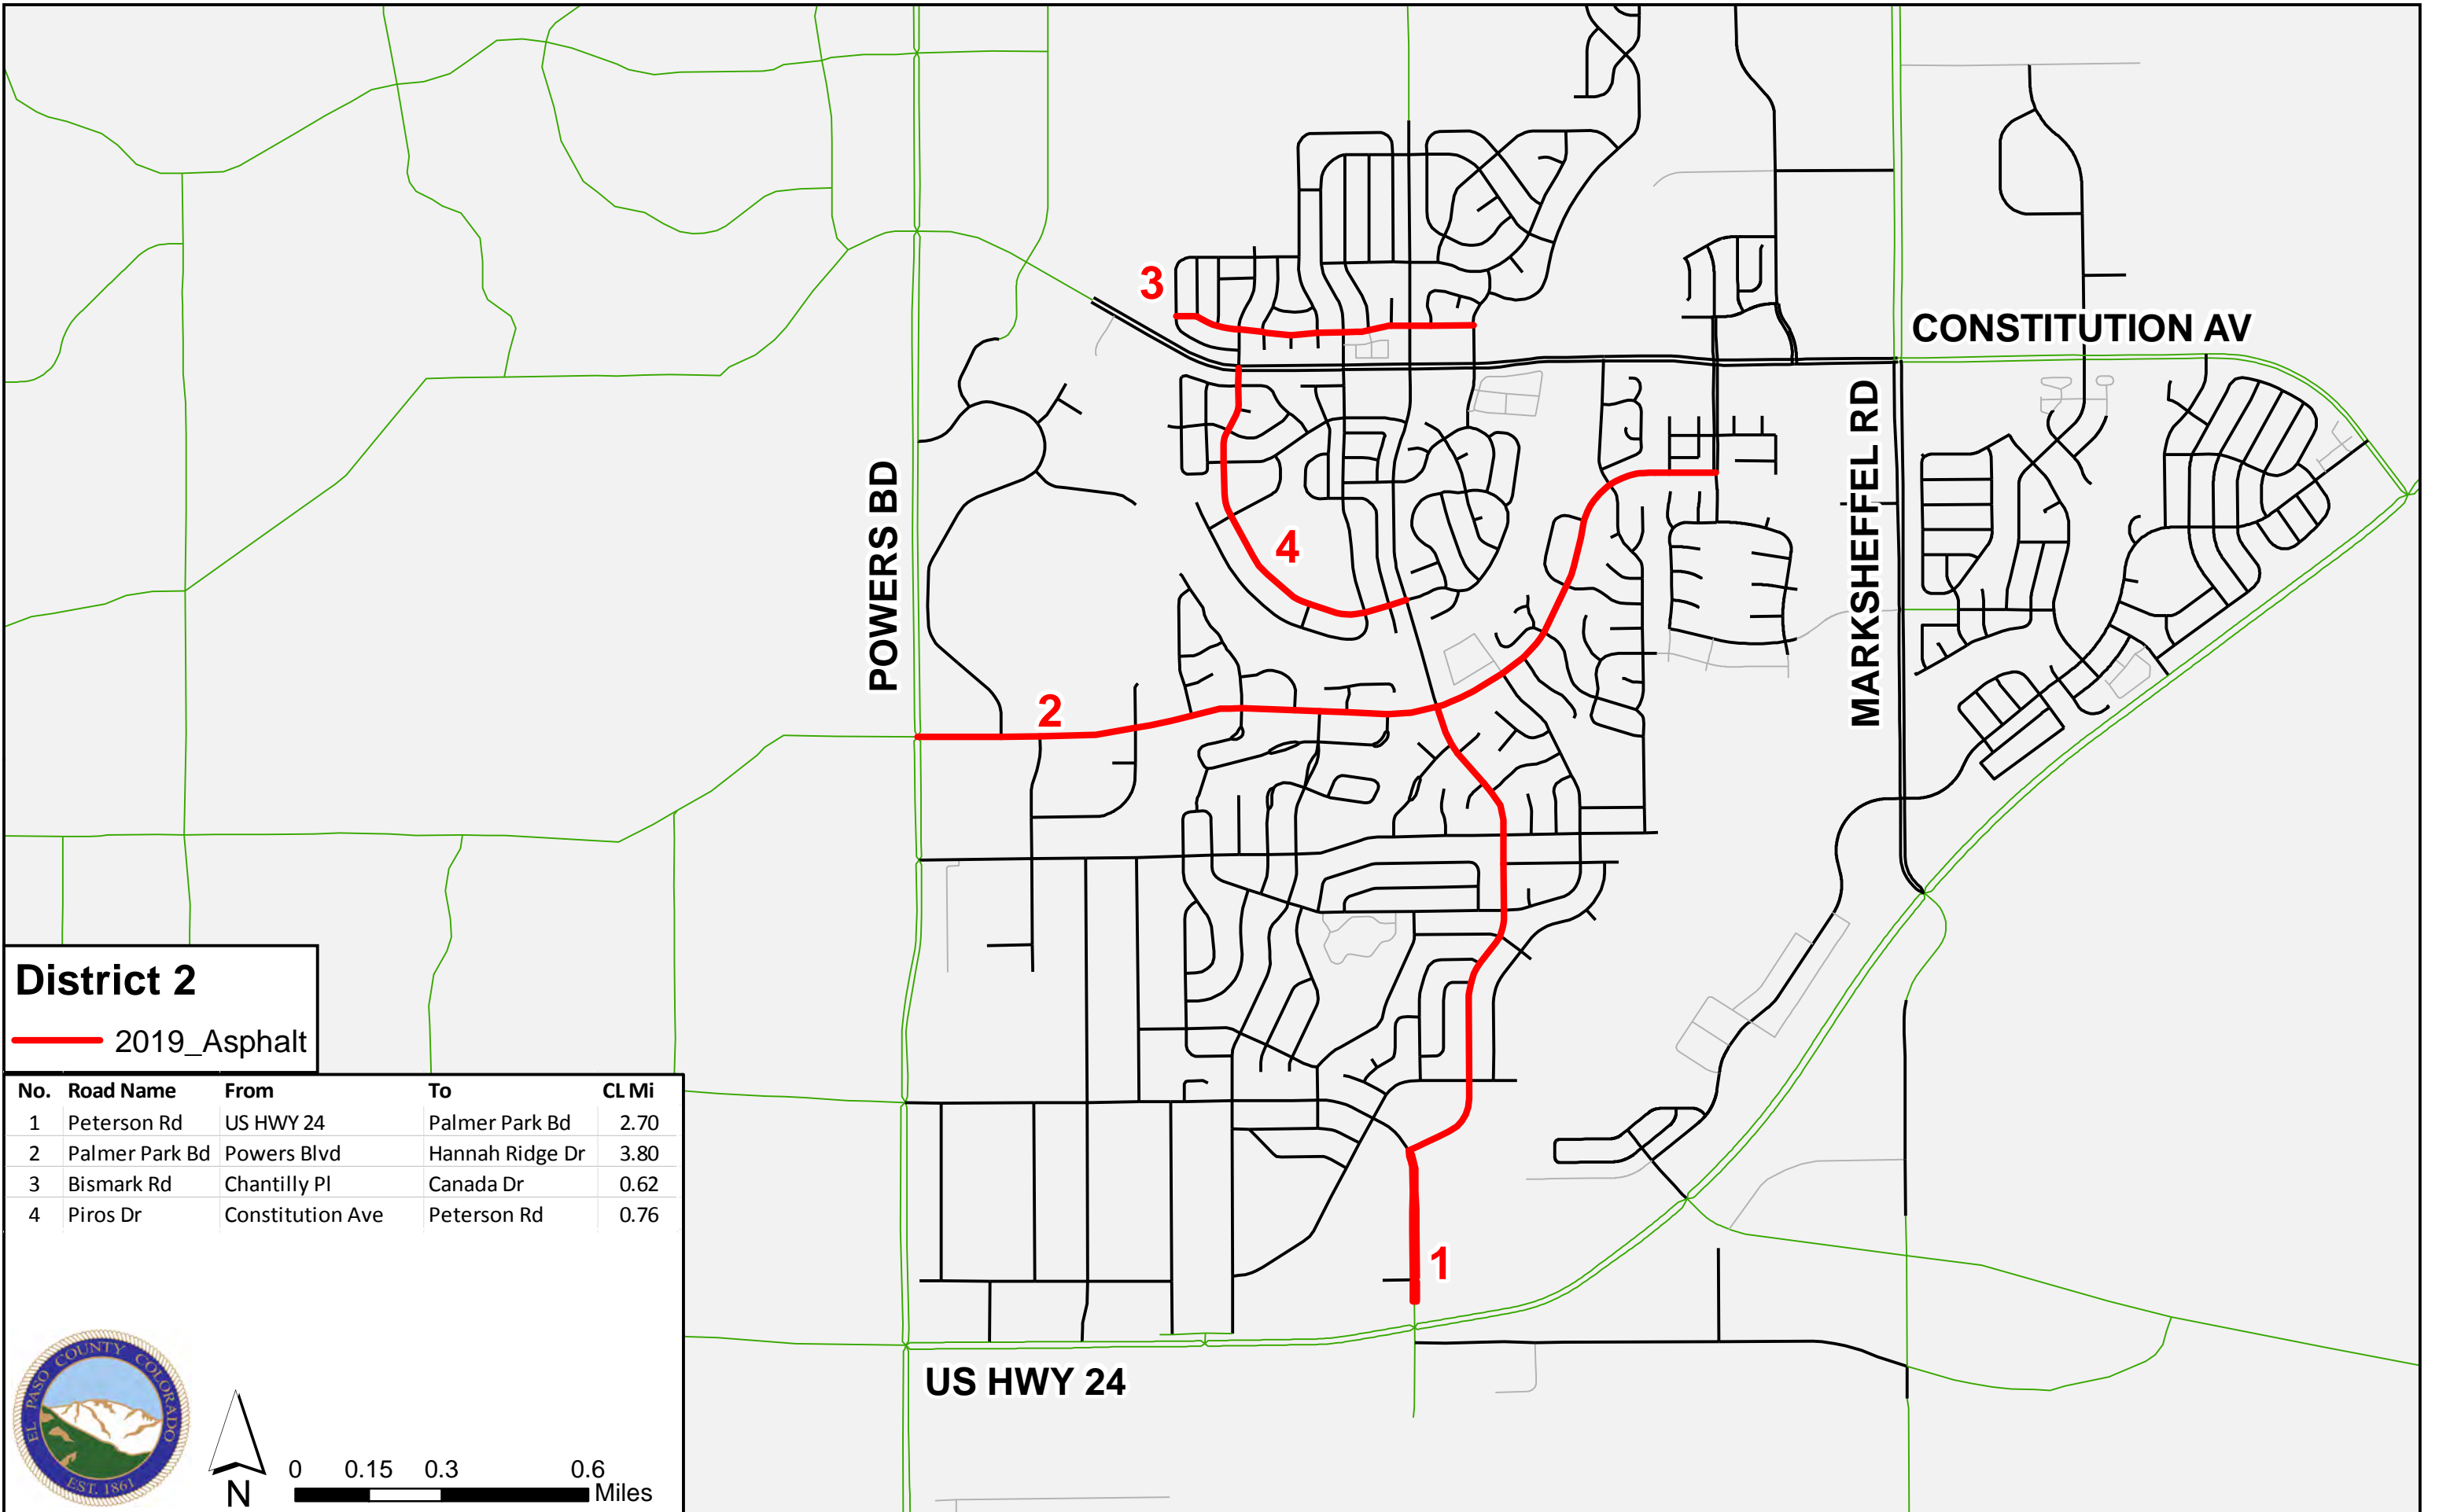 3
CONSTITUTION AV
POWERS BD
4
MARKSHEFFEL RD
2
1
US HWY 24
District 2
2019_Asphalt
No. Road Name From To CL Mi
1 Peterson Rd US HWY 24 Palmer Park Bd 2.70
2 Palmer Park Bd Powers Blvd Hannah Ridge Dr 3.80
3 Bismark Rd Chantilly Pl Canada Dr 0.62
4 Piros Dr Constitution Ave Peterson Rd 0.76
EL PASO COUNTY COLORADO
EST. 1861
N
0 0.15 0.3 0.6
Miles